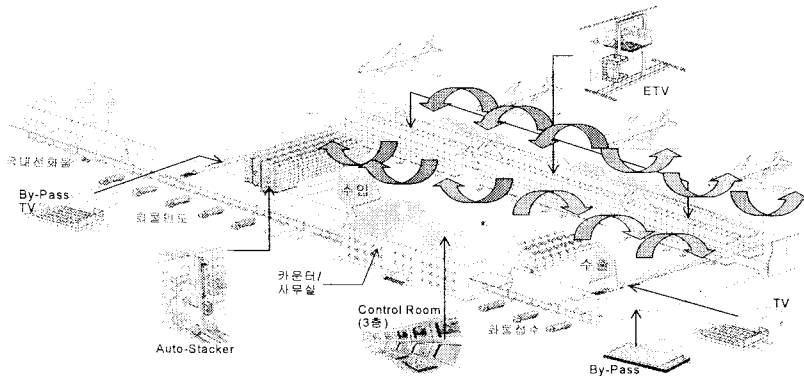 ETV
국내선화물
By-Pass
TV
화물인도
수입
카운터/
사무실
수출
Control Room
(3층)
화물접수
TV
Auto-Stacker
By-Pass